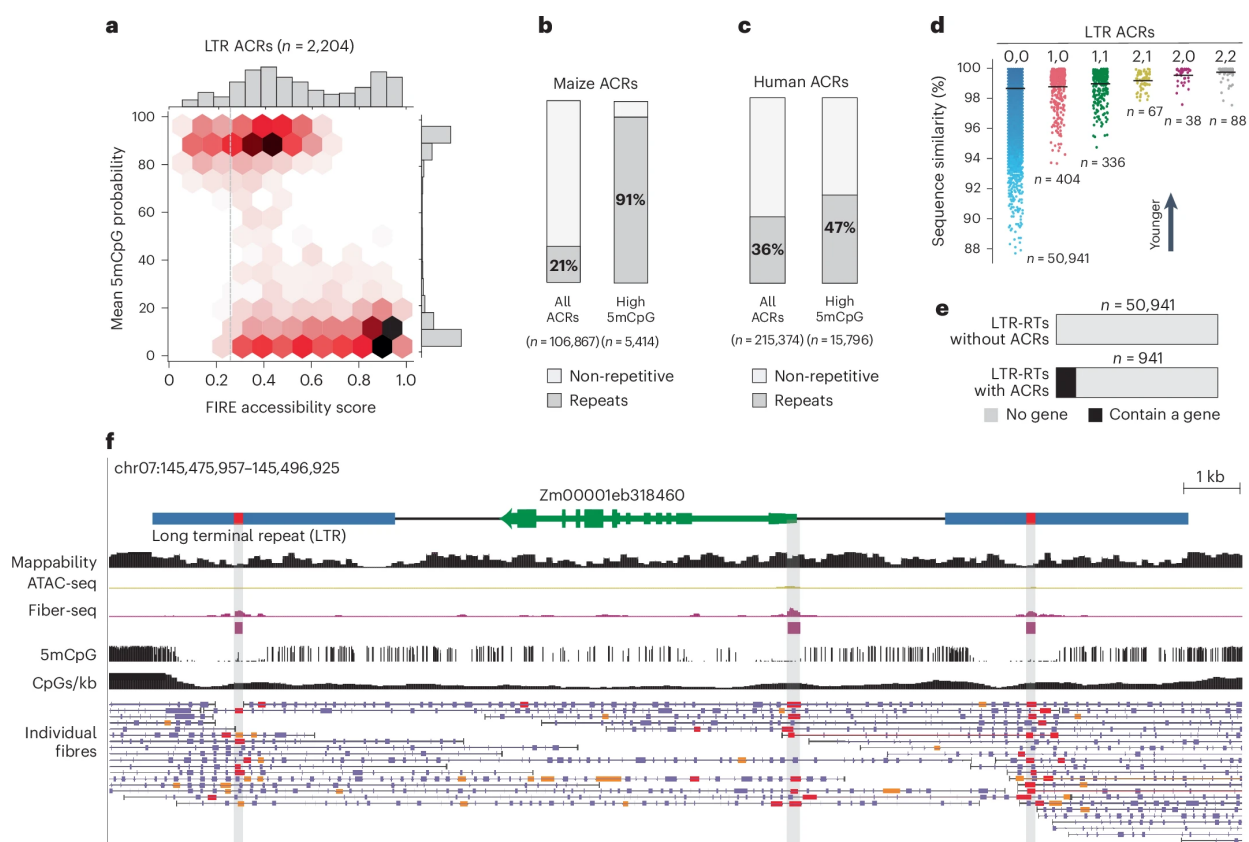 a
LTR ACRs (n = 2,204)
Mean 5mCpG probability
100
80
60
40
20
0
0
0.2
0.4
0.6
0.8
1.0
FIRE accessibility score
b
Maize ACRs
21%
91%
All
ACRs
High
5mCpG
(n = 106,867)
(n = 5,414)
Non-repetitive
Repeats
c
Human ACRs
36%
47%
All
ACRs
High
5mCpG
(n = 215,374)
(n = 15,796)
Non-repetitive
Repeats
d
LTR ACRs
0,0
1,0
1,1
2,1
2,0
2,2
Sequence similarity (%)
100
98
96
94
92
90
88
n = 50,941
n = 404
n = 336
n = 67
n = 38
n = 88
Younger
e
n = 50,941
LTR-RTs
without ACRs
n = 941
LTR-RTs
with ACRs
No gene
Contain a gene
f
chr07:145,475,957–145,496,925
1 kb
Zm00001eb318460
Long terminal repeat (LTR)
Mappability
ATAC-seq
Fiber-seq
5mCpG
CpGs/kb
Individual
fibres